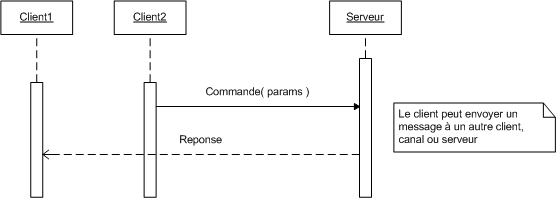 Client1
Client2
Serveur
Commande( params )
Le client peut envoyer un
message à un autre client,
canal ou serveur
Reponse